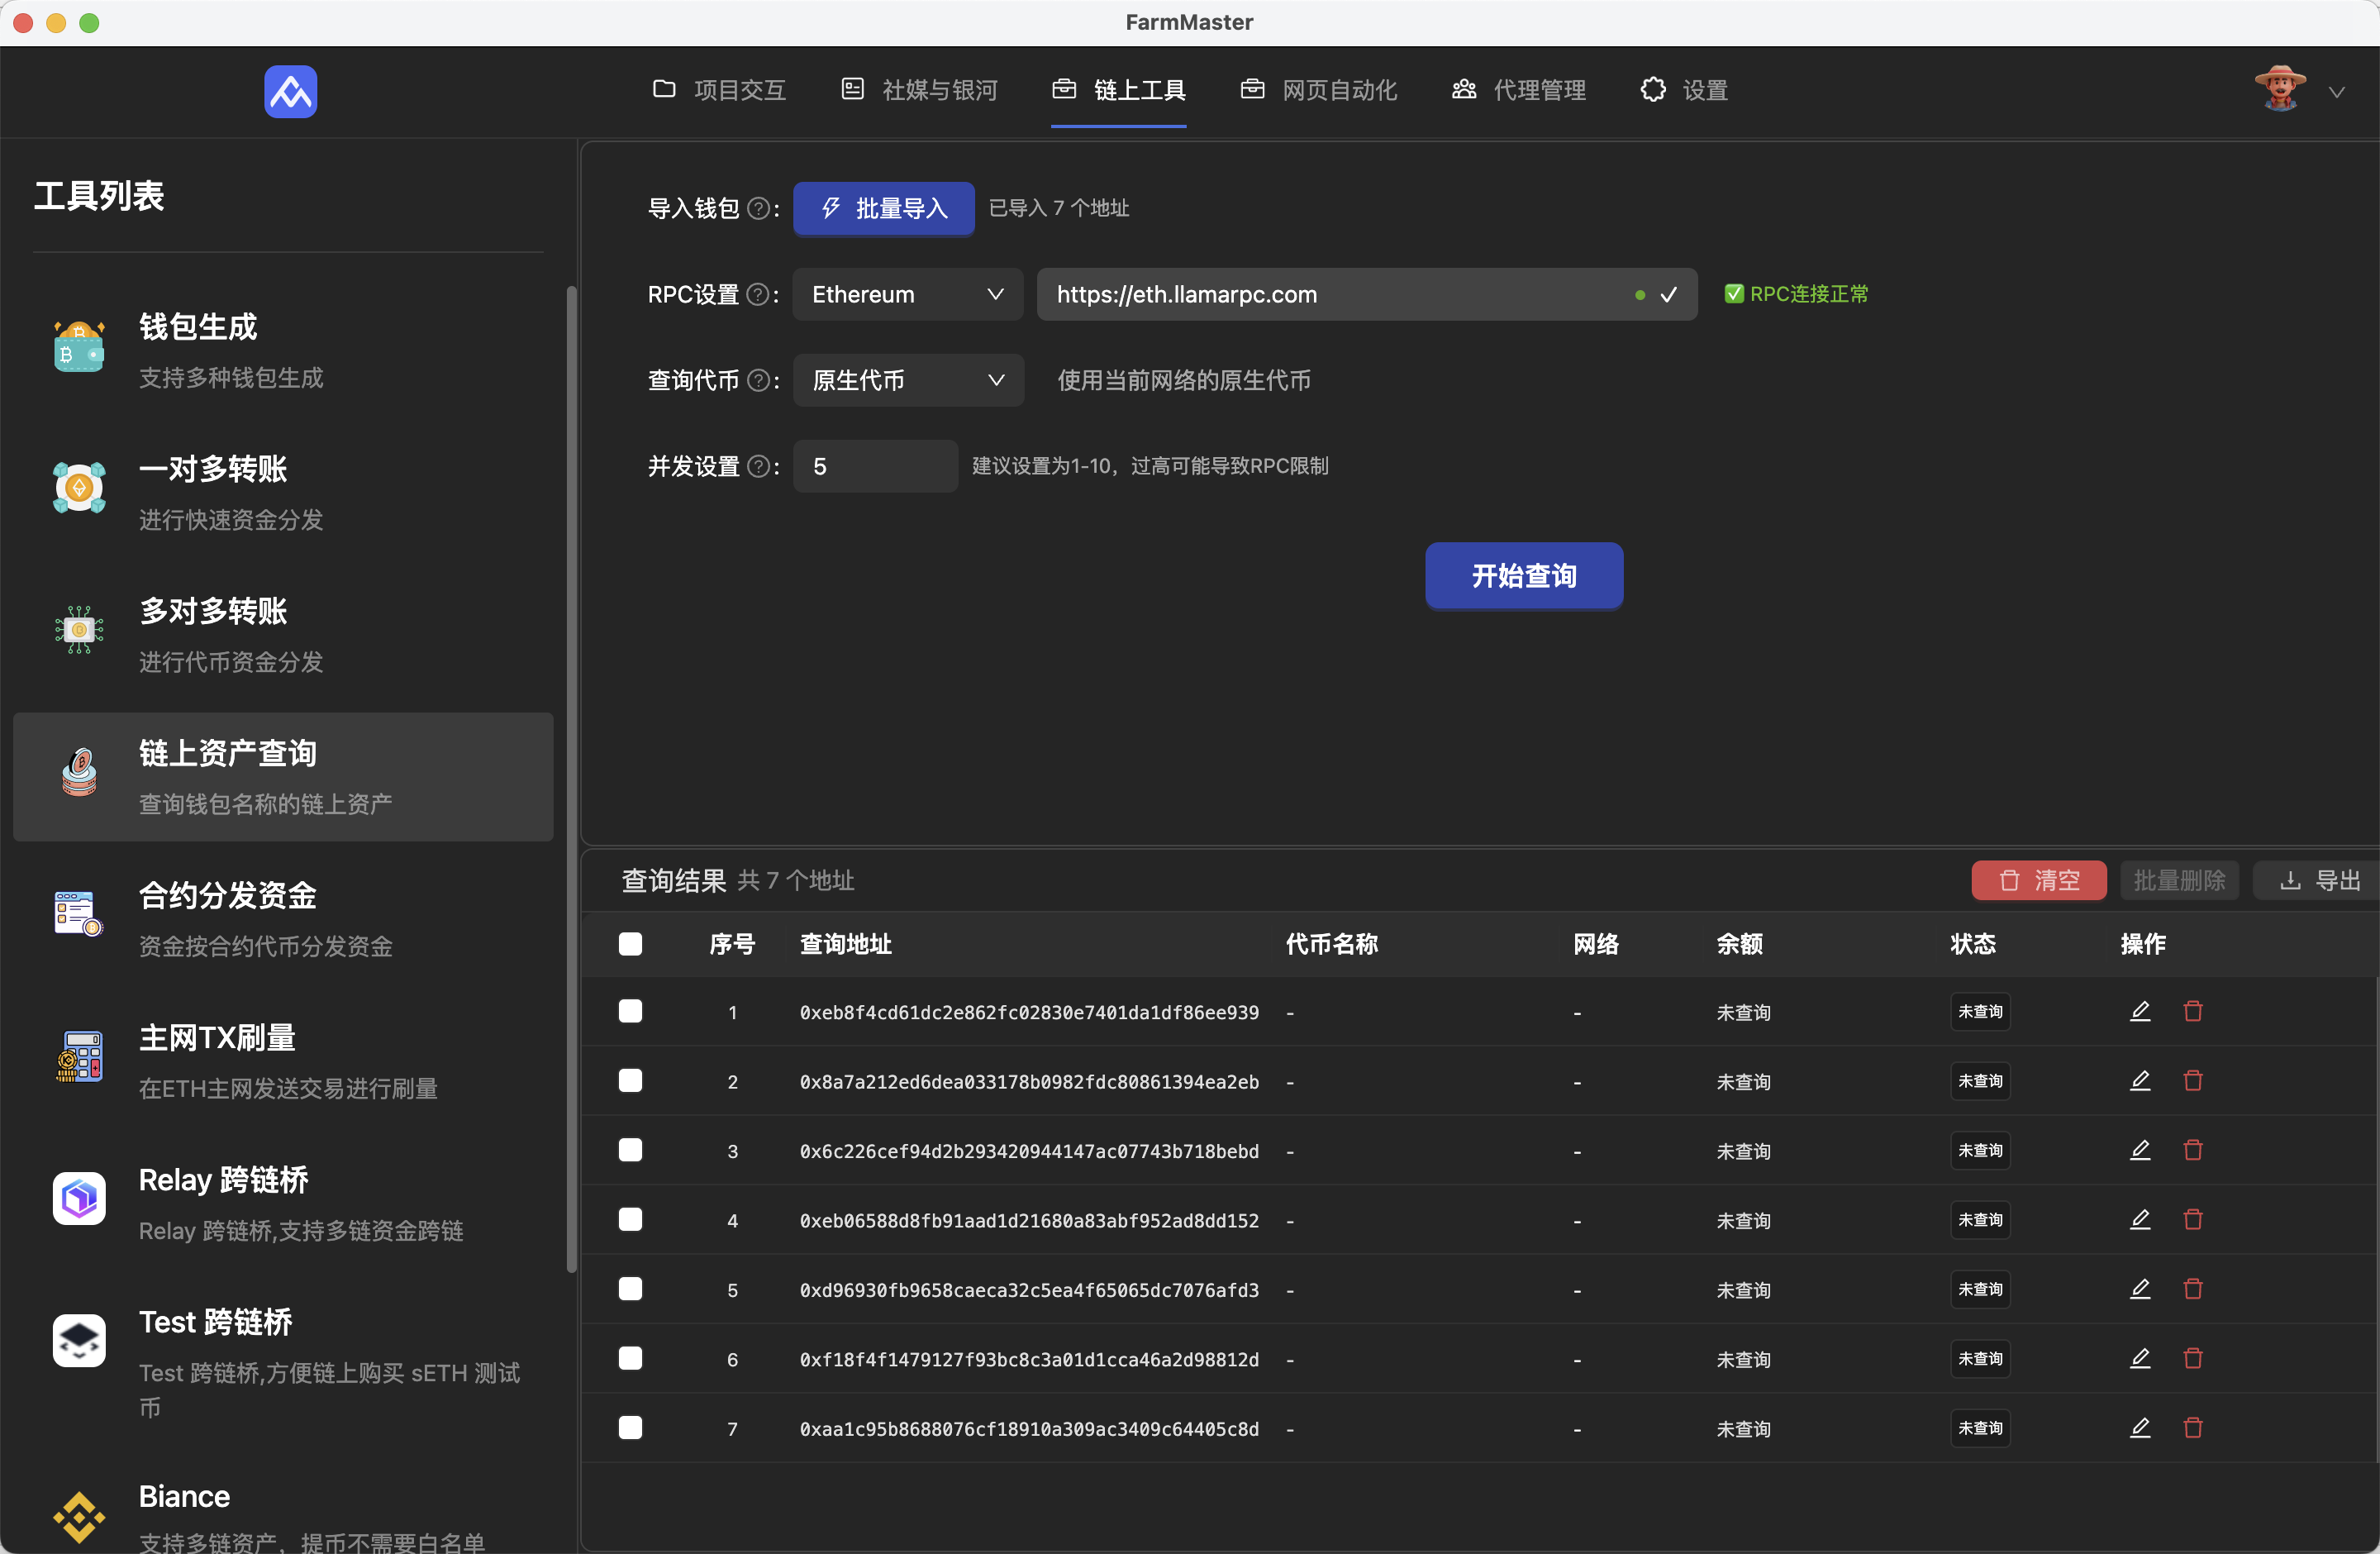 FarmMaster
项目交互 社媒与银河 链上工具 网页自动化 代理管理 设置
工具列表
钱包生成
支持多种钱包生成
一对多转账
进行快速资金分发
多对多转账
进行代币资金分发
链上资产查询
查询钱包名称的链上资产
合约分发资金
资金按合约代币分发资金
主网TX刷量
在ETH主网发送交易进行刷量
Relay 跨链桥
Relay 跨链桥,支持多链资金跨链
Test 跨链桥
Test 跨链桥,方便链上购买 sETH 测试
币
Biance
支持多链资产，提币不需要白名单
导入钱包 ? : 批量导入 已导入 7 个地址
RPC设置 ? : Ethereum https://eth.llamarpc.com ✅ RPC连接正常
查询代币 ? : 原生代币 使用当前网络的原生代币
并发设置 ? : 5 建议设置为1-10，过高可能导致RPC限制
开始查询
查询结果 共 7 个地址 清空 批量删除 导出
序号 查询地址 代币名称 网络 余额 状态 操作
1 0xeb8f4cd61dc2e862fc02830e7401da1df86ee939 - - 未查询 未查询
2 0x8a7a212ed6dea033178b0982fdc80861394ea2eb - - 未查询 未查询
3 0x6c226cef94d2b293420944147ac07743b718bebd - - 未查询 未查询
4 0xeb06588d8fb91aad1d21680a83abf952ad8dd152 - - 未查询 未查询
5 0xd96930fb9658caeca32c5ea4f65065dc7076afd3 - - 未查询 未查询
6 0xf18f4f1479127f93bc8c3a01d1cca46a2d98812d - - 未查询 未查询
7 0xaa1c95b8688076cf18910a309ac3409c64405c8d - - 未查询 未查询